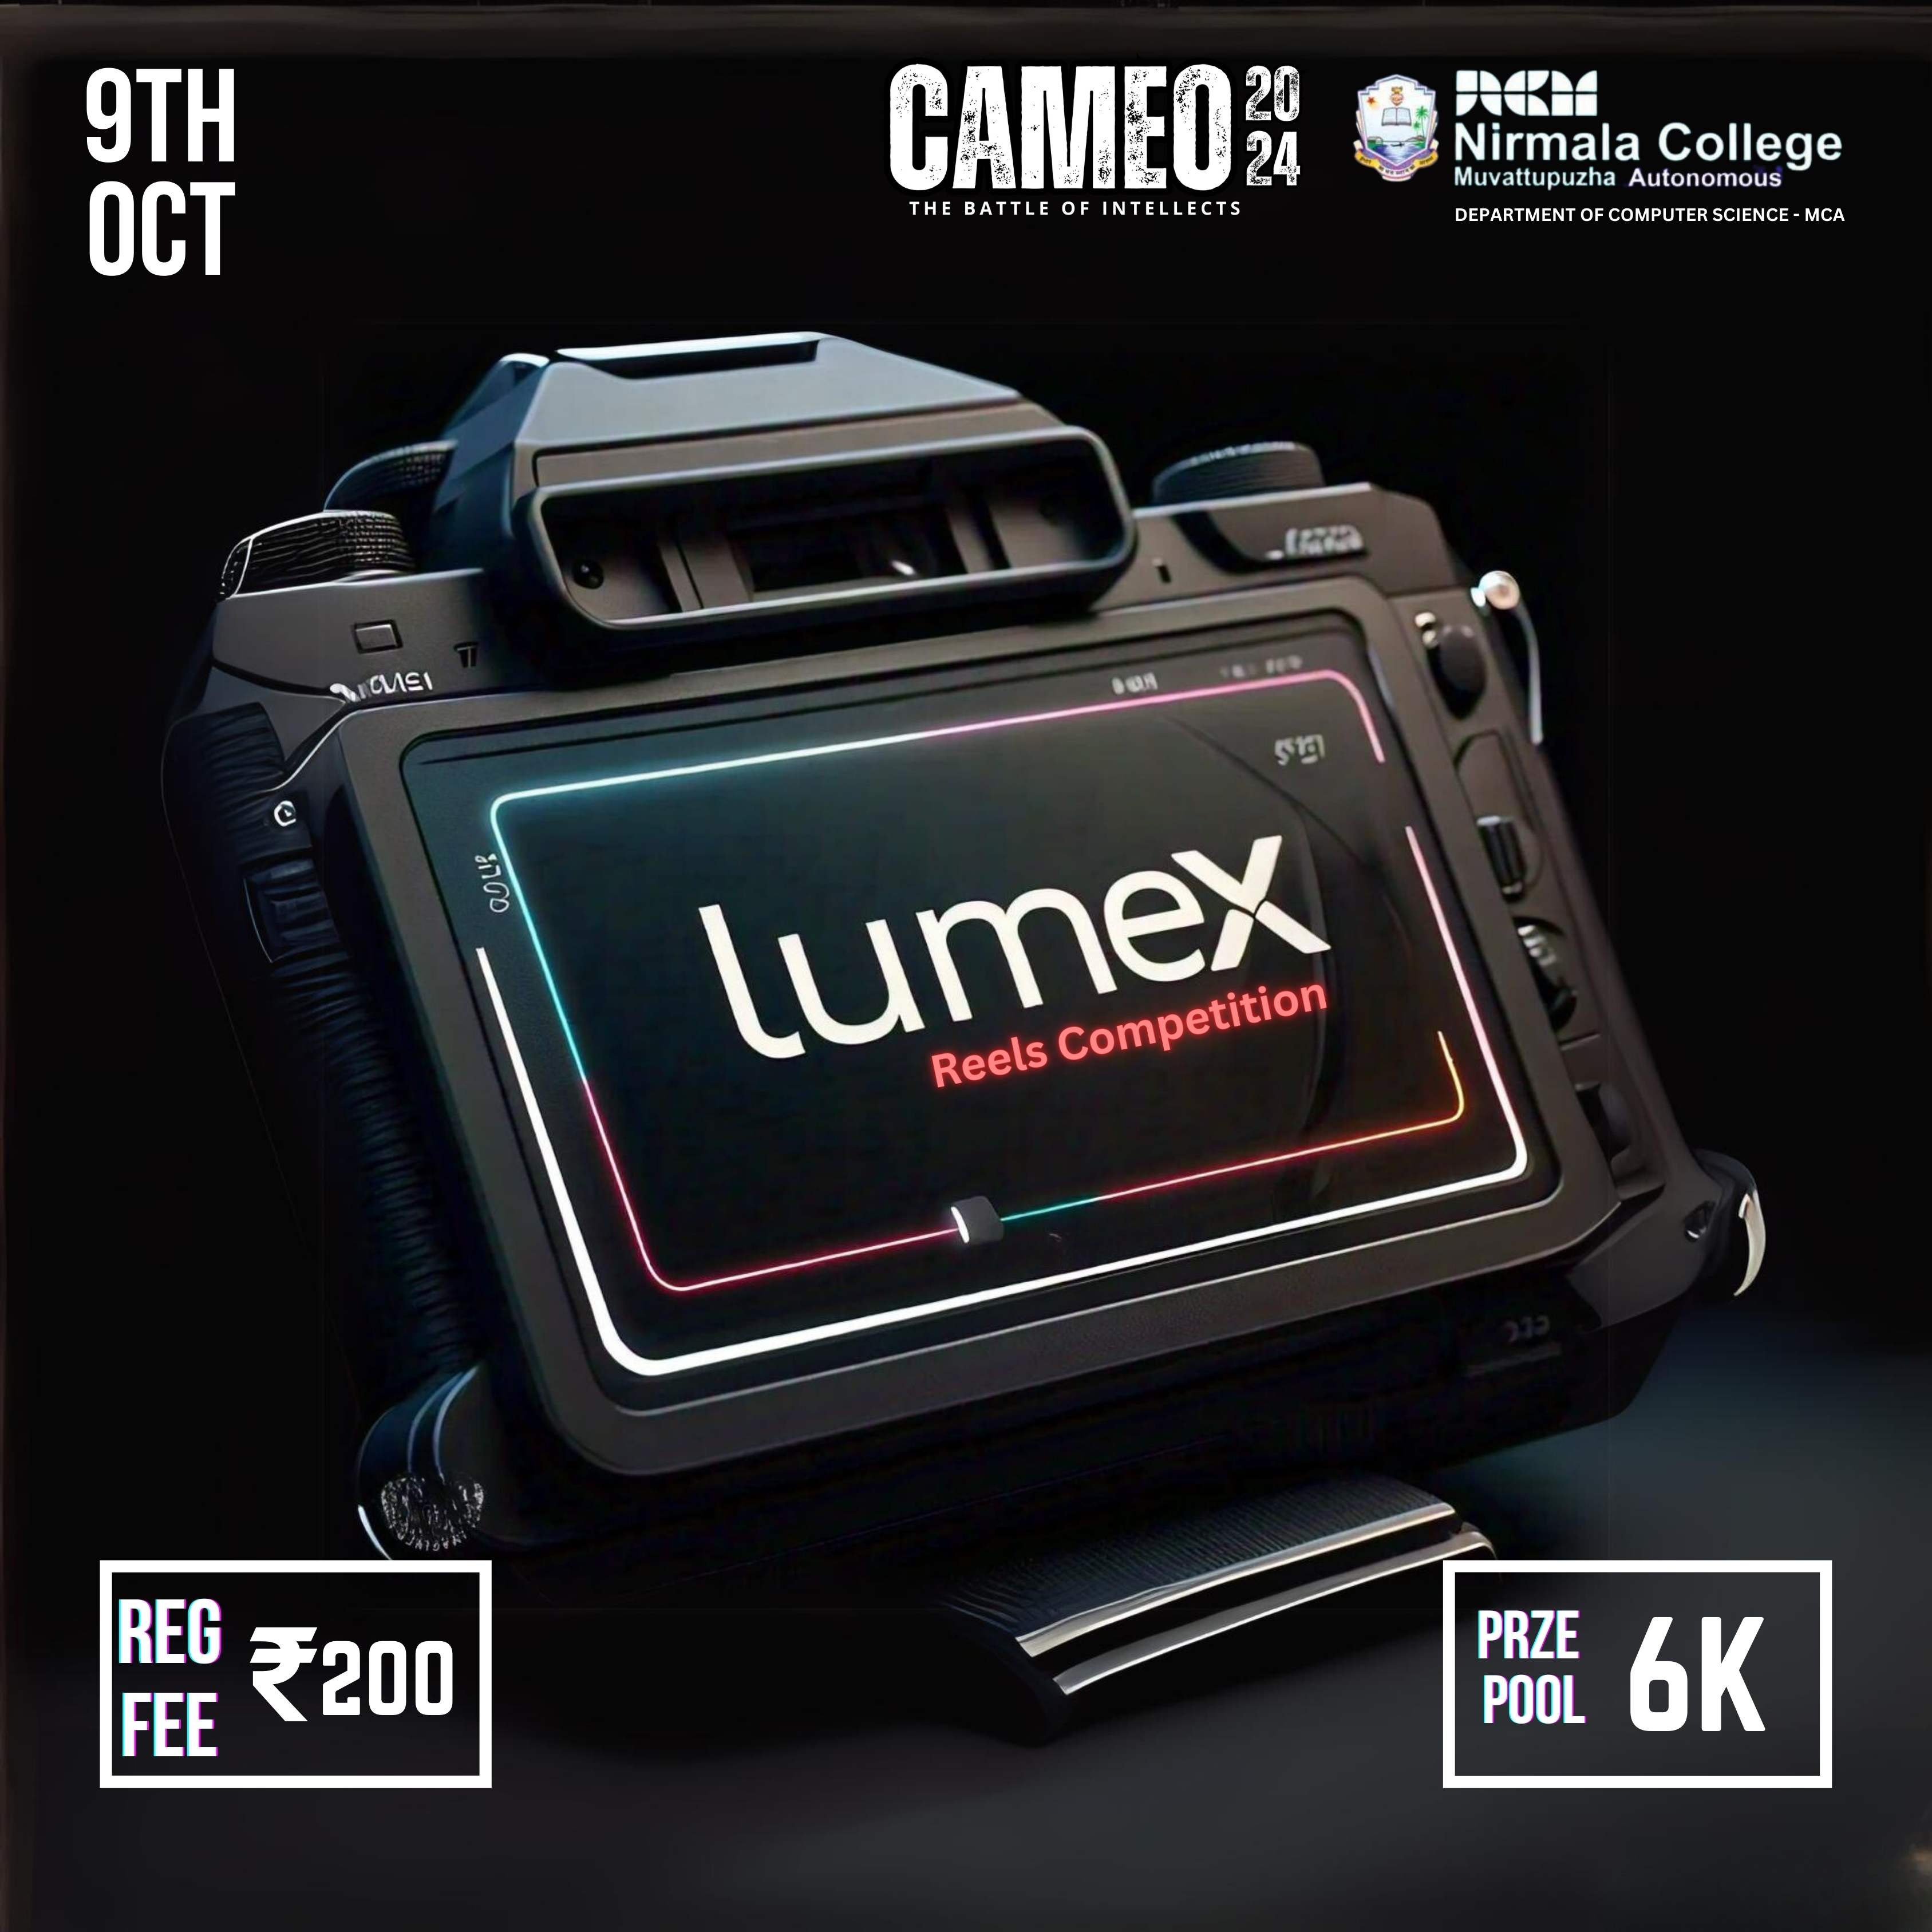 9TH
OCT
CAMEO 20
24
THE BATTLE OF INTELLECTS
NCM
Nirmala College
Muvattupuzha Autonomous
DEPARTMENT OF COMPUTER SCIENCE - MCA
lumex
Reels Competition
REG
FEE
₹200
PRZE
POOL
6K